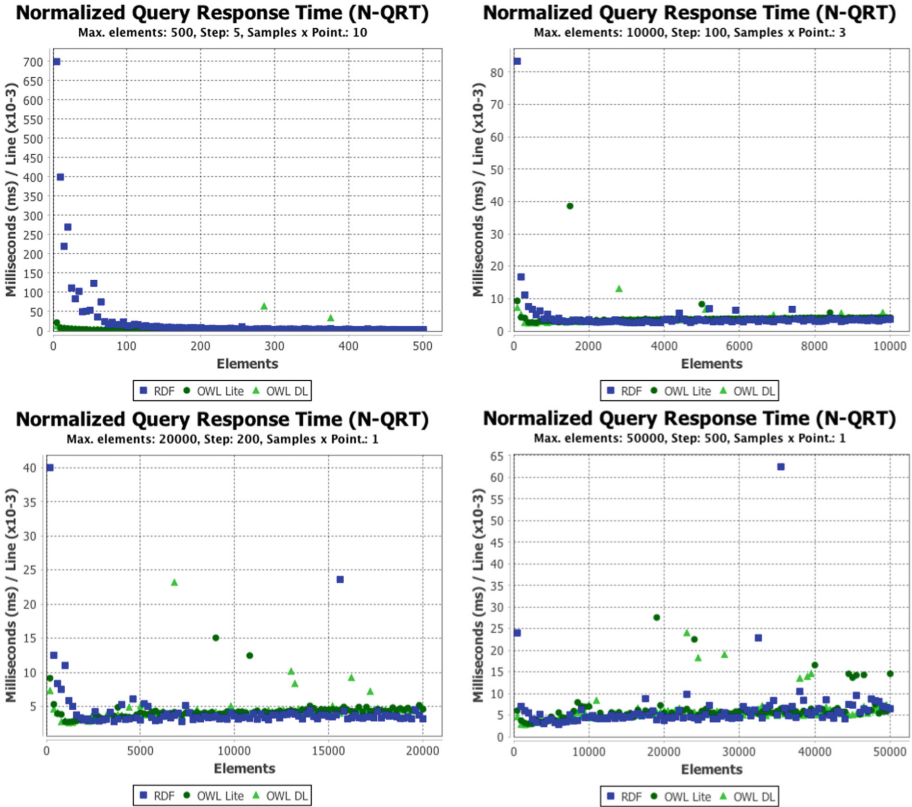 Normalized Query Response Time (N-QRT)
Max. elements: 500, Step: 5, Samples x Point.: 10
Milliseconds (ms) / Line (x10-3)
700
650
600
550
500
450
400
350
300
250
200
150
100
50
0
0 100 200 300 400 500
Elements
RDF OWL Lite OWL DL
Normalized Query Response Time (N-QRT)
Max. elements: 10000, Step: 100, Samples x Point.: 3
Milliseconds (ms) / Line (x10-3)
80
70
60
50
40
30
20
10
0
0 2000 4000 6000 8000 10000
Elements
RDF OWL Lite OWL DL
Normalized Query Response Time (N-QRT)
Max. elements: 20000, Step: 200, Samples x Point.: 1
Milliseconds (ms) / Line (x10-3)
40
35
30
25
20
15
10
5
0 5000 10000 15000 20000
Elements
RDF OWL Lite OWL DL
Normalized Query Response Time (N-QRT)
Max. elements: 50000, Step: 500, Samples x Point.: 1
Milliseconds (ms) / Line (x10-3)
65
60
55
50
45
40
35
30
25
20
15
10
5
0
0 10000 20000 30000 40000 50000
Elements
RDF OWL Lite OWL DL